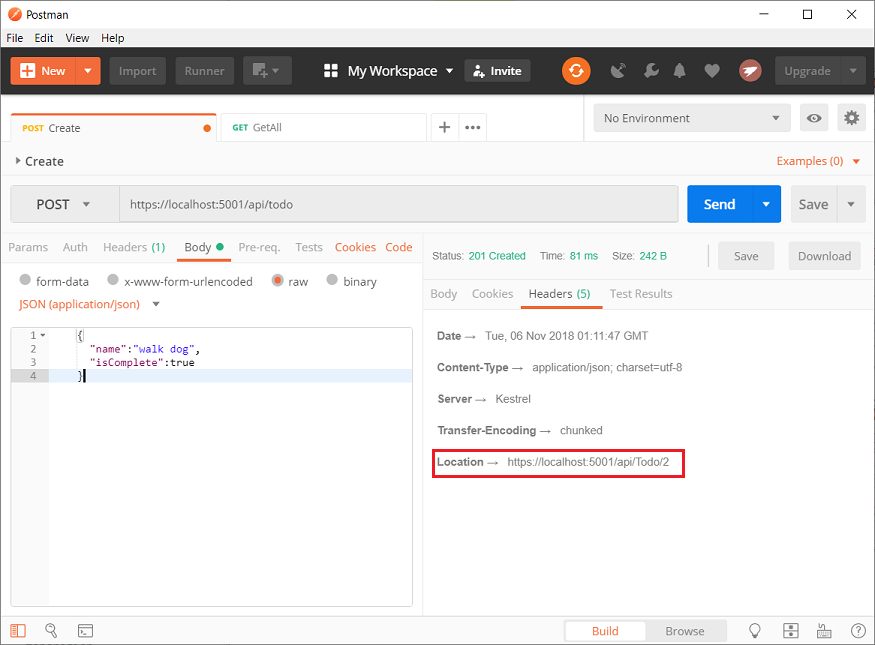 Postman
File Edit View Help
New Import Runner My Workspace Invite Upgrade
POST Create GET GetAll No Environment
Create Examples (0)
POST https://localhost:5001/api/todo Send Save
Params Auth Headers (1) Body Pre-req. Tests Cookies Code
form-data x-www-form-urlencoded raw binary
JSON (application/json)
1 {
2 "name":"walk dog",
3 "isComplete":true
4 }
Status: 201 Created Time: 81 ms Size: 242 B Save Download
Body Cookies Headers (5) Test Results
Date → Tue, 06 Nov 2018 01:11:47 GMT
Content-Type → application/json; charset=utf-8
Server → Kestrel
Transfer-Encoding → chunked
Location → https://localhost:5001/api/Todo/2
Build Browse